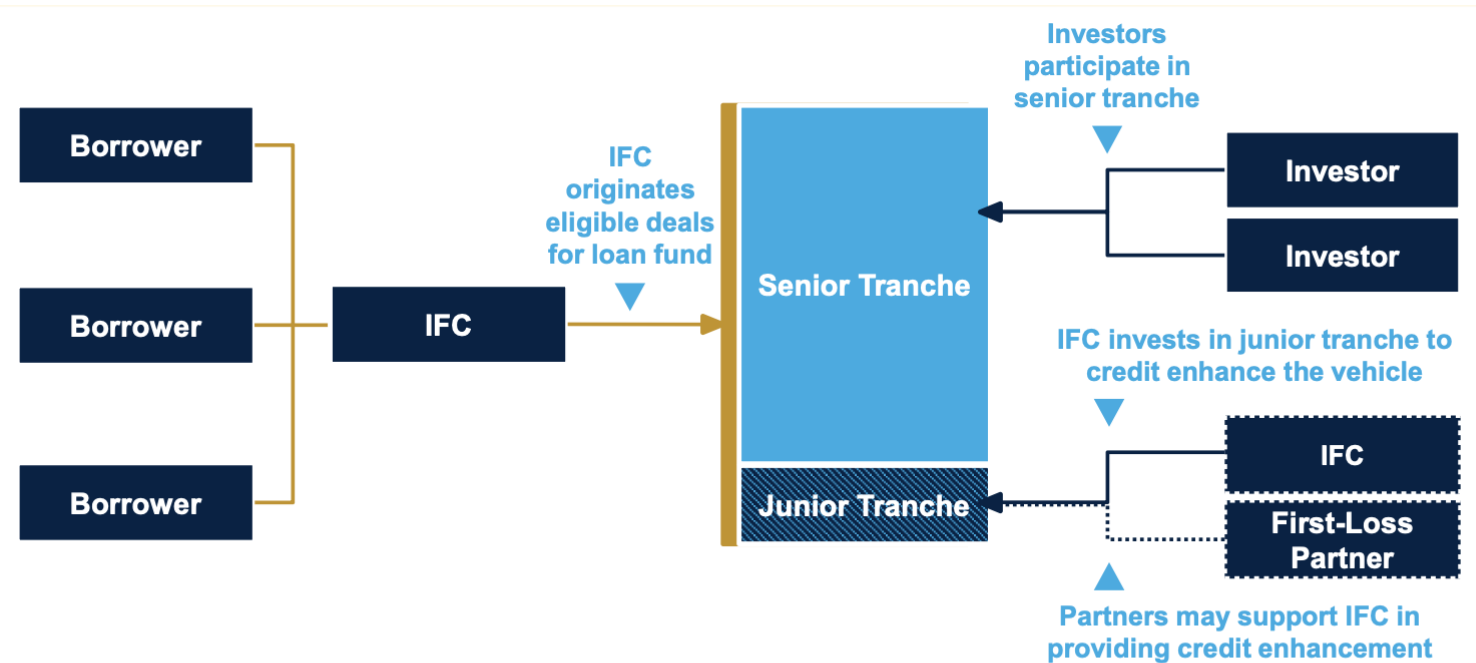 Investors
participate in
senior tranche
Borrower
Investor
IFC
originates
eligible deals
for loan fund
Investor
Senior Tranche
Borrower
IFC
IFC invests in junior tranche to
credit enhance the vehicle
IFC
Borrower
Junior Tranche
First-Loss
Partner
Partners may support IFC in
providing credit enhancement